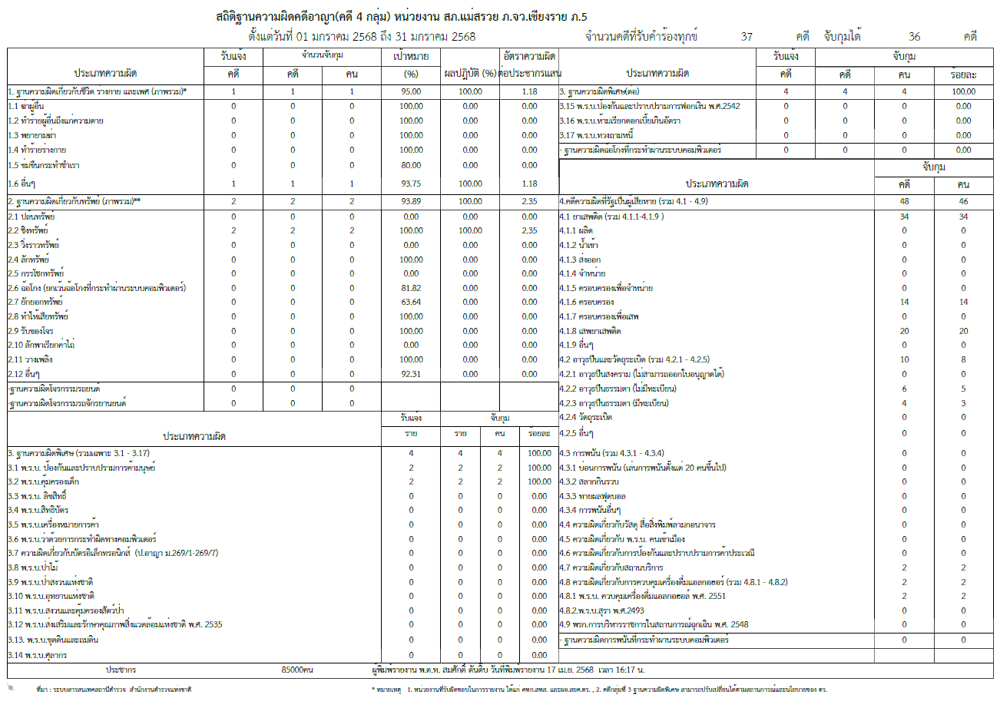 สถิติฐานความผิดคดีอาญา(คดี 4 กลุ่ม) หน่วยงาน สภ.แม่สรวย ภ.จว.เชียงราย ภ.5
ตั้งแต่วันที่ 01 มกราคม 2568 ถึง 31 มกราคม 2568 จำนวนคดีที่รับคำร้องทุกข์ 37 คดี จับกุมได้ 36 คดี
ประเภทความผิด รับแจ้ง จำนวนจับกุม เป้าหมาย ผลปฏิบัติ (%) อัตราความผิด
คดี คดี คน (%) ต่อประชากรแสน
1. ฐานความผิดเกี่ยวกับชีวิต ร่างกาย และเพศ (ภาพรวม)* 1 1 1 95.00 100.00 1.18
1.1 ฆ่าผู้อื่น 0 0 0 100.00 0.00 0.00
1.2 ทำร้ายผู้อื่นถึงแก่ความตาย 0 0 0 100.00 0.00 0.00
1.3 พยายามฆ่า 0 0 0 100.00 0.00 0.00
1.4 ทำร้ายร่างกาย 0 0 0 100.00 0.00 0.00
1.5 ข่มขืนกระทำชำเรา 0 0 0 80.00 0.00 0.00
1.6 อื่นๆ 1 1 1 93.75 100.00 1.18
2. ฐานความผิดเกี่ยวกับทรัพย์ (ภาพรวม)** 2 2 2 93.89 100.00 2.35
2.1 ปล้นทรัพย์ 0 0 0 0.00 0.00 0.00
2.2 ชิงทรัพย์ 2 2 2 100.00 100.00 2.35
2.3 วิ่งราวทรัพย์ 0 0 0 0.00 0.00 0.00
2.4 ลักทรัพย์ 0 0 0 100.00 0.00 0.00
2.5 กรรโชกทรัพย์ 0 0 0 0.00 0.00 0.00
2.6 ฉ้อโกง (ยกเว้นฉ้อโกงที่กระทำผ่านระบบคอมพิวเตอร์) 0 0 0 81.82 0.00 0.00
2.7 ยักยอกทรัพย์ 0 0 0 63.64 0.00 0.00
2.8 ทำให้เสียทรัพย์ 0 0 0 100.00 0.00 0.00
2.9 รับของโจร 0 0 0 100.00 0.00 0.00
2.10 ลักพาเรียกค่าไถ่ 0 0 0 0.00 0.00 0.00
2.11 วางเพลิง 0 0 0 100.00 0.00 0.00
2.12 อื่นๆ 0 0 0 92.31 0.00 0.00
-ฐานความผิดโจรกรรมรถยนต์ 0 0 0
-ฐานความผิดโจรกรรมรถจักรยานยนต์ 0 0 0
ประเภทความผิด รับแจ้ง จับกุม
ราย ราย คน ร้อยละ
3. ฐานความผิดพิเศษ (รวมเฉพาะ 3.1 - 3.17) 4 4 4 100.00
3.1 พ.ร.บ. ป้องกันและปราบปรามการค้ามนุษย์ 2 2 2 100.00
3.2 พ.ร.บ.คุ้มครองเด็ก 2 2 2 100.00
3.3 พ.ร.บ. ลิขสิทธิ์ 0 0 0 0.00
3.4 พ.ร.บ.สิทธิบัตร 0 0 0 0.00
3.5 พ.ร.บ.เครื่องหมายการค้า 0 0 0 0.00
3.6 พ.ร.บ.ว่าด้วยการกระทำผิดทางคอมพิวเตอร์ 0 0 0 0.00
3.7 ความผิดเกี่ยวกับบัตรอิเล็กทรอนิกส์ (ป.อาญา ม.269/1-269/7) 0 0 0 0.00
3.8 พ.ร.บ.ป่าไม้ 0 0 0 0.00
3.9 พ.ร.บ.ป่าสงวนแห่งชาติ 0 0 0 0.00
3.10 พ.ร.บ.อุทยานแห่งชาติ 0 0 0 0.00
3.11 พ.ร.บ.สงวนและคุ้มครองสัตว์ป่า 0 0 0 0.00
3.12 พ.ร.บ.ส่งเสริมและรักษาคุณภาพสิ่งแวดล้อมแห่งชาติ พ.ศ. 2535 0 0 0 0.00
3.13. พ.ร.บ.ขุดดินและถมดิน 0 0 0 0.00
3.14 พ.ร.บ.ศุลากร 0 0 0 0.00
ประเภทความผิด รับแจ้ง จับกุม
คดี คดี คน ร้อยละ
3. ฐานความผิดพิเศษ(ต่อ) 4 4 4 100.00
3.15 พ.ร.บ.ป้องกันและปราบปรามการฟอกเงิน พ.ศ.2542 0 0 0 0.00
3.16 พ.ร.บ.ห้ามเรียกดอกเบี้ยเกินอัตรา 0 0 0 0.00
3.17 พ.ร.บ.ทวงถามหนี้ 0 0 0 0.00
- ฐานความผิดฉ้อโกงที่กระทำผ่านระบบคอมพิวเตอร์ 0 0 0 0.00
ประเภทความผิด จับกุม
คดี คน
4.คดีความผิดที่รัฐเป็นผู้เสียหาย (รวม 4.1 - 4.9) 48 46
4.1 ยาเสพติด (รวม 4.1.1-4.1.9 ) 34 34
4.1.1 ผลิต 0 0
4.1.2 นำเข้า 0 0
4.1.3 ส่งออก 0 0
4.1.4 จำหน่าย 0 0
4.1.5 ครอบครองเพื่อจำหน่าย 0 0
4.1.6 ครอบครอง 14 14
4.1.7 ครอบครองเพื่อเสพ 0 0
4.1.8 เสพยาเสพติด 20 20
4.1.9 อื่นๆ 0 0
4.2 อาวุธปืนและวัตถุระเบิด (รวม 4.2.1 - 4.2.5) 10 8
4.2.1 อาวุธปืนสงคราม (ไม่สามารถออกใบอนุญาตได้) 0 0
4.2.2 อาวุธปืนธรรมดา (ไม่มีทะเบียน) 6 5
4.2.3 อาวุธปืนธรรมดา (มีทะเบียน) 4 3
4.2.4 วัตถุระเบิด 0 0
4.2.5 อื่นๆ 0 0
4.3 การพนัน (รวม 4.3.1 - 4.3.4) 0 0
4.3.1 บ่อนการพนัน (เล่นการพนันตั้งแต่ 20 คนขึ้นไป) 0 0
4.3.2 สลากกินรวบ 0 0
4.3.3 ทายผลฟุตบอล 0 0
4.3.4 การพนันอื่นๆ 0 0
4.4 ความผิดเกี่ยวกับวัสดุ สื่อสิ่งพิมพ์ลามกอนาจาร 0 0
4.5 ความผิดเกี่ยวกับ พ.ร.บ. คนเข้าเมือง 0 0
4.6 ความผิดเกี่ยวกับการป้องกันและปราบปรามการค้าประเวณี 0 0
4.7 ความผิดเกี่ยวกับสถานบริการ 2 2
4.8 ความผิดเกี่ยวกับการควบคุมเครื่องดื่มแอลกอฮอร์ (รวม 4.8.1 - 4.8.2) 2 2
4.8.1 พ.ร.บ. ควบคุมเครื่องดื่มแอลกอฮอล์ พ.ศ. 2551 2 2
4.8.2.พ.ร.บ.สุรา พ.ศ.2493 0 0
4.9 พรก.การบริหารราชการในสถานการณ์ฉุกเฉิน พ.ศ. 2548 0 0
- ฐานความผิดการพนันที่กระทำผ่านระบบคอมพิวเตอร์ 0 0
ประชากร 85000คน ผู้พิมพ์รายงาน พ.ต.ท. สมศักดิ์ ตันติ๊บ วันที่พิมพ์รายงาน 17 เม.ย. 2568 เวลา 16:17 น.
ที่มา : ระบบสารสนเทศสถานีตำรวจ สำนักงานตำรวจแห่งชาติ * หมายเหตุ 1. หน่วยงานที่รับผิดชอบในการรายงาน ได้แก่ ศทก.สทส. และผอ.สยศ.ตร. , 2. คดีกลุ่มที่ 3 ฐานความผิดพิเศษ สามารถปรับเปลี่ยนได้ตามสถานการณ์และนโยบายของ ตร.